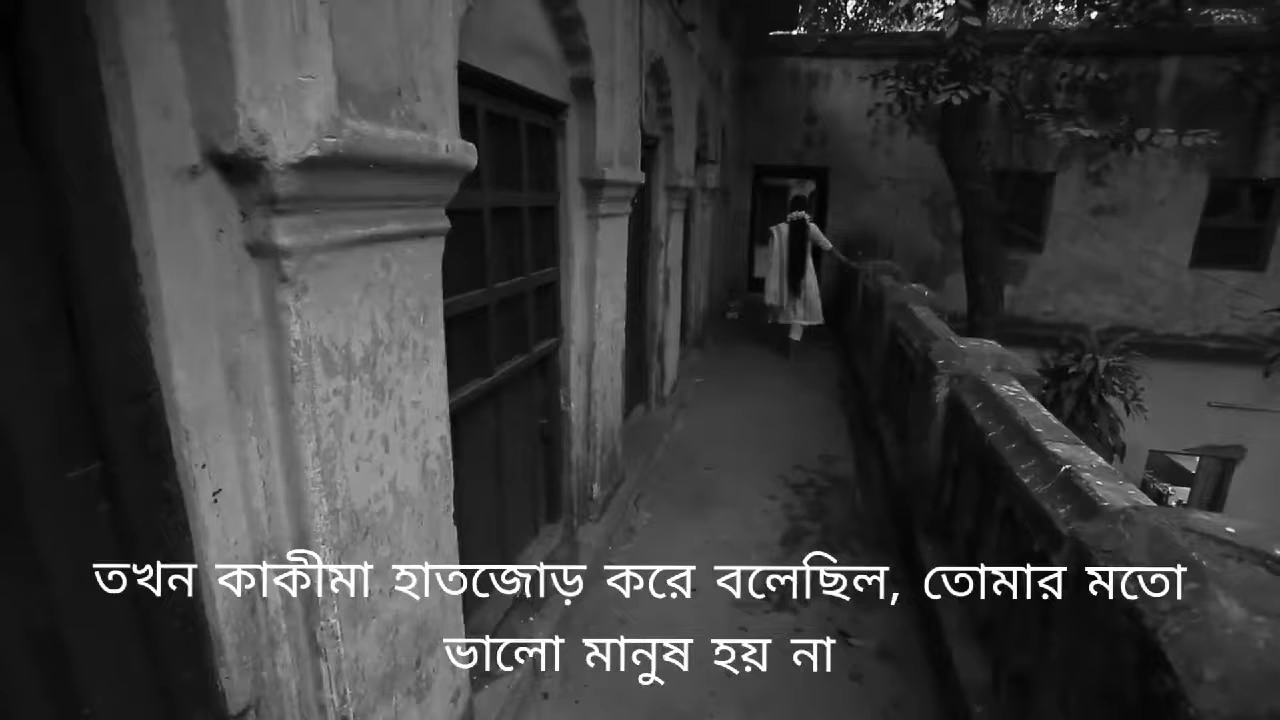 তখন কাকীমা হাতজোড় করে বলেছিল, তোমার মতো
ভালো মানুষ হয় না